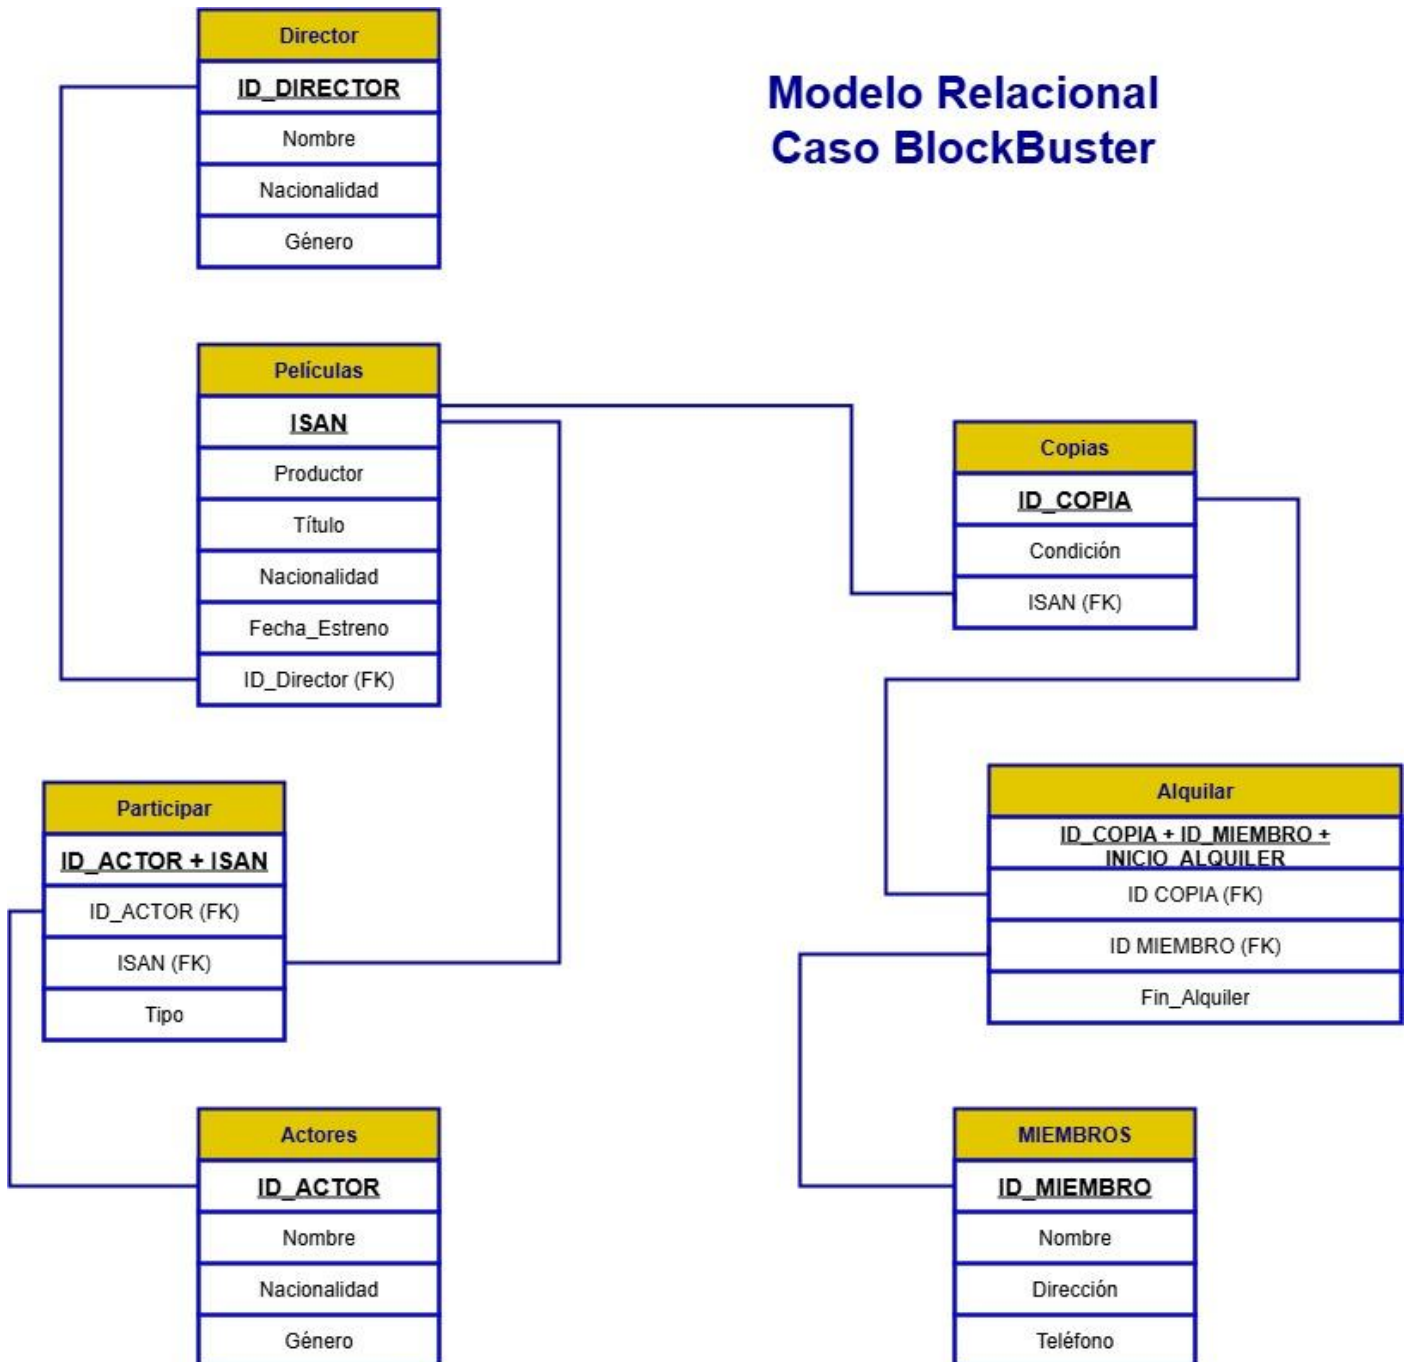 Modelo Relacional
Caso BlockBuster
Director
ID_DIRECTOR
Nombre
Nacionalidad
Género
Películas
ISAN
Productor
Título
Nacionalidad
Fecha_Estreno
ID_Director (FK)
Copias
ID_COPIA
Condición
ISAN (FK)
Participar
ID_ACTOR + ISAN
ID_ACTOR (FK)
ISAN (FK)
Tipo
Alquilar
ID_COPIA + ID_MIEMBRO +
INICIO_ALQUILER
ID COPIA (FK)
ID MIEMBRO (FK)
Fin_Alquiler
Actores
ID_ACTOR
Nombre
Nacionalidad
Género
MIEMBROS
ID_MIEMBRO
Nombre
Dirección
Teléfono